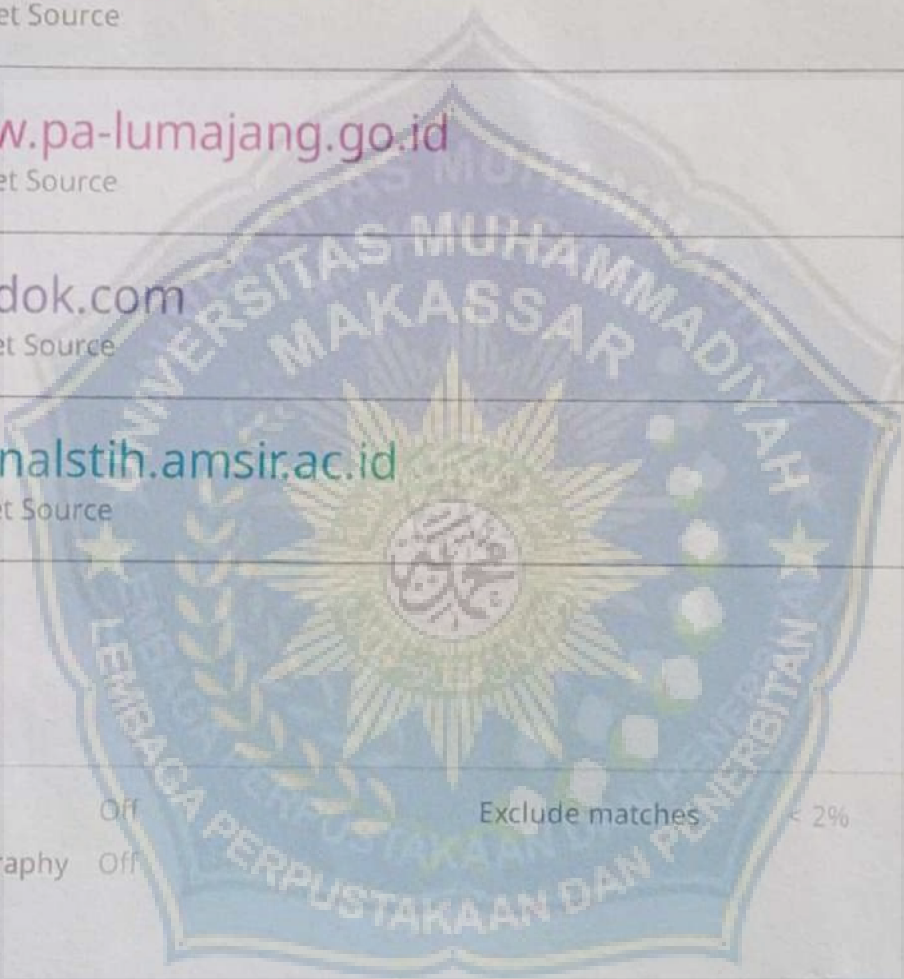 et Source
w.pa-lumajang.go.id
et Source
dok.com
et Source
nalstih.amsir.ac.id
et Source
Off
Exclude matches < 2%
raphy Off
UNIVERSITAS MUHAMMADIYAH
MAKASSAR
LEMBAGA PERPUSTAKAAN DAN PENERBITAN